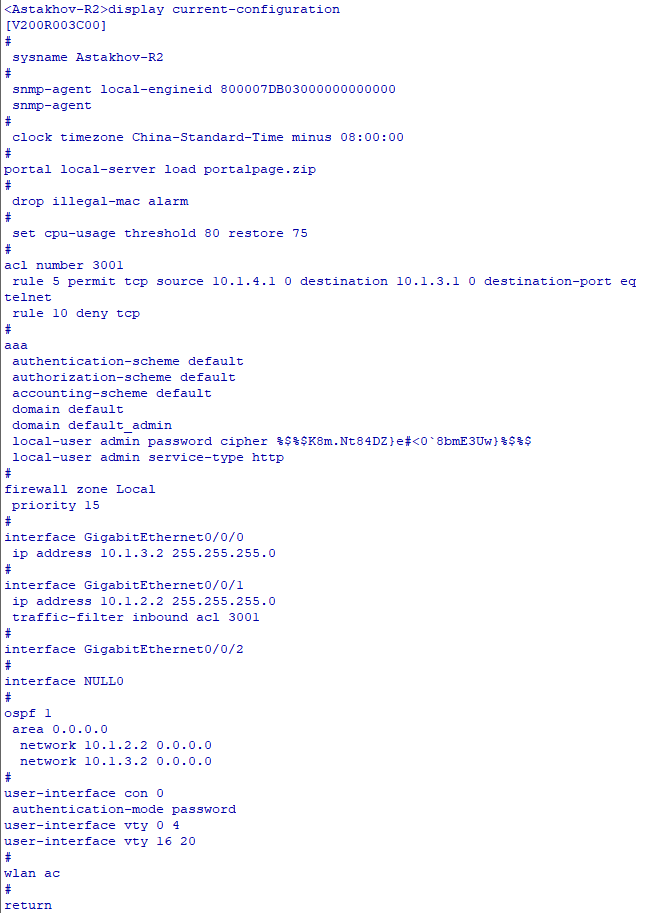 <Astakhov-R2>display current-configuration
[V200R003C00]
#
 sysname Astakhov-R2
#
 snmp-agent local-engineid 800007DB03000000000000
 snmp-agent
#
 clock timezone China-Standard-Time minus 08:00:00
#
portal local-server load portalpage.zip
#
 drop illegal-mac alarm
#
 set cpu-usage threshold 80 restore 75
#
acl number 3001
 rule 5 permit tcp source 10.1.4.1 0 destination 10.1.3.1 0 destination-port eq
telnet
 rule 10 deny tcp
#
aaa
 authentication-scheme default
 authorization-scheme default
 accounting-scheme default
 domain default
 domain default_admin
 local-user admin password cipher %$%$K8m.Nt84DZ}e#<0`8bmE3Uw}%$%$
 local-user admin service-type http
#
firewall zone Local
 priority 15
#
interface GigabitEthernet0/0/0
 ip address 10.1.3.2 255.255.255.0
#
interface GigabitEthernet0/0/1
 ip address 10.1.2.2 255.255.255.0
 traffic-filter inbound acl 3001
#
interface GigabitEthernet0/0/2
#
interface NULL0
#
ospf 1
 area 0.0.0.0
  network 10.1.2.2 0.0.0.0
  network 10.1.3.2 0.0.0.0
#
user-interface con 0
 authentication-mode password
user-interface vty 0 4
user-interface vty 16 20
#
wlan ac
#
return